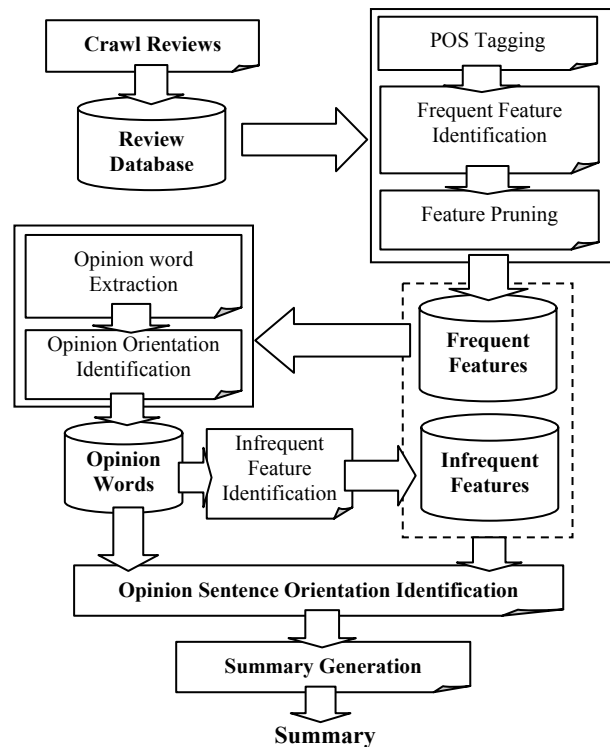 Crawl Reviews
Review
Database
POS Tagging
Frequent Feature
Identification
Feature Pruning
Opinion word
Extraction
Opinion Orientation
Identification
Frequent
Features
Opinion
Words
Infrequent
Feature
Identification
Infrequent
Features
Opinion Sentence Orientation Identification
Summary Generation
Summary